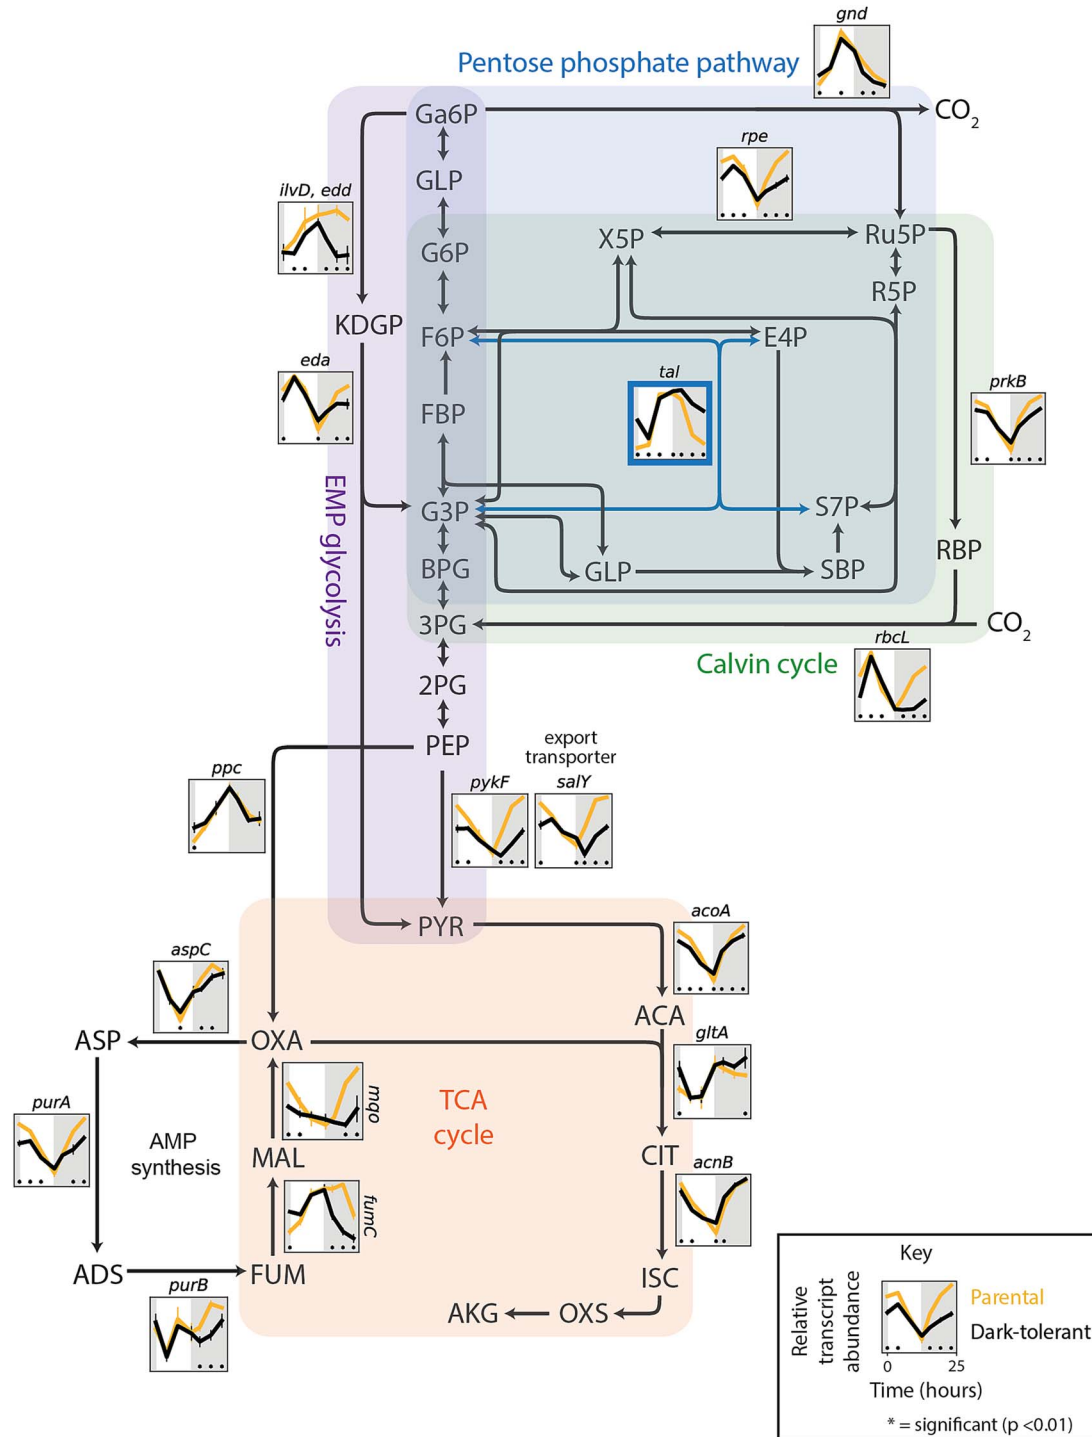 gnd
Pentose phosphate pathway
Ga6P
CO2
rpe
GLP
ilvD, edd
X5P
Ru5P
G6P
R5P
KDGP
F6P
E4P
eda
tal
prkB
FBP
EMP glycolysis
G3P
S7P
RBP
BPG
GLP
SBP
3PG
CO2
rbcL
Calvin cycle
2PG
PEP
export
transporter
ppc
pykF
salY
PYR
acoA
aspC
ACA
ASP
OXA
gltA
mqo
TCA
cycle
purA
AMP
synthesis
MAL
CIT
acnB
fumC
ADS
FUM
ISC
purB
AKG
OXS
Key
Relative
transcript
abundance
Parental
Dark-tolerant
0
25
Time (hours)
* = significant (p <0.01)